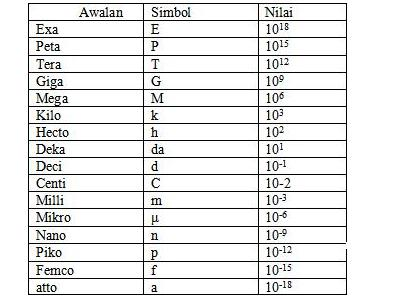 Awalan Simbol Nilai
Exa E 10¹⁸
Peta P 10¹⁵
Tera T 10¹²
Giga G 10⁹
Mega M 10⁶
Kilo k 10³
Hecto h 10²
Deka da 10¹
Deci d 10⁻¹
Centi C 10-2
Milli m 10⁻³
Mikro μ 10⁻⁶
Nano n 10⁻⁹
Piko p 10⁻¹²
Femco f 10⁻¹⁵
atto a 10⁻¹⁸